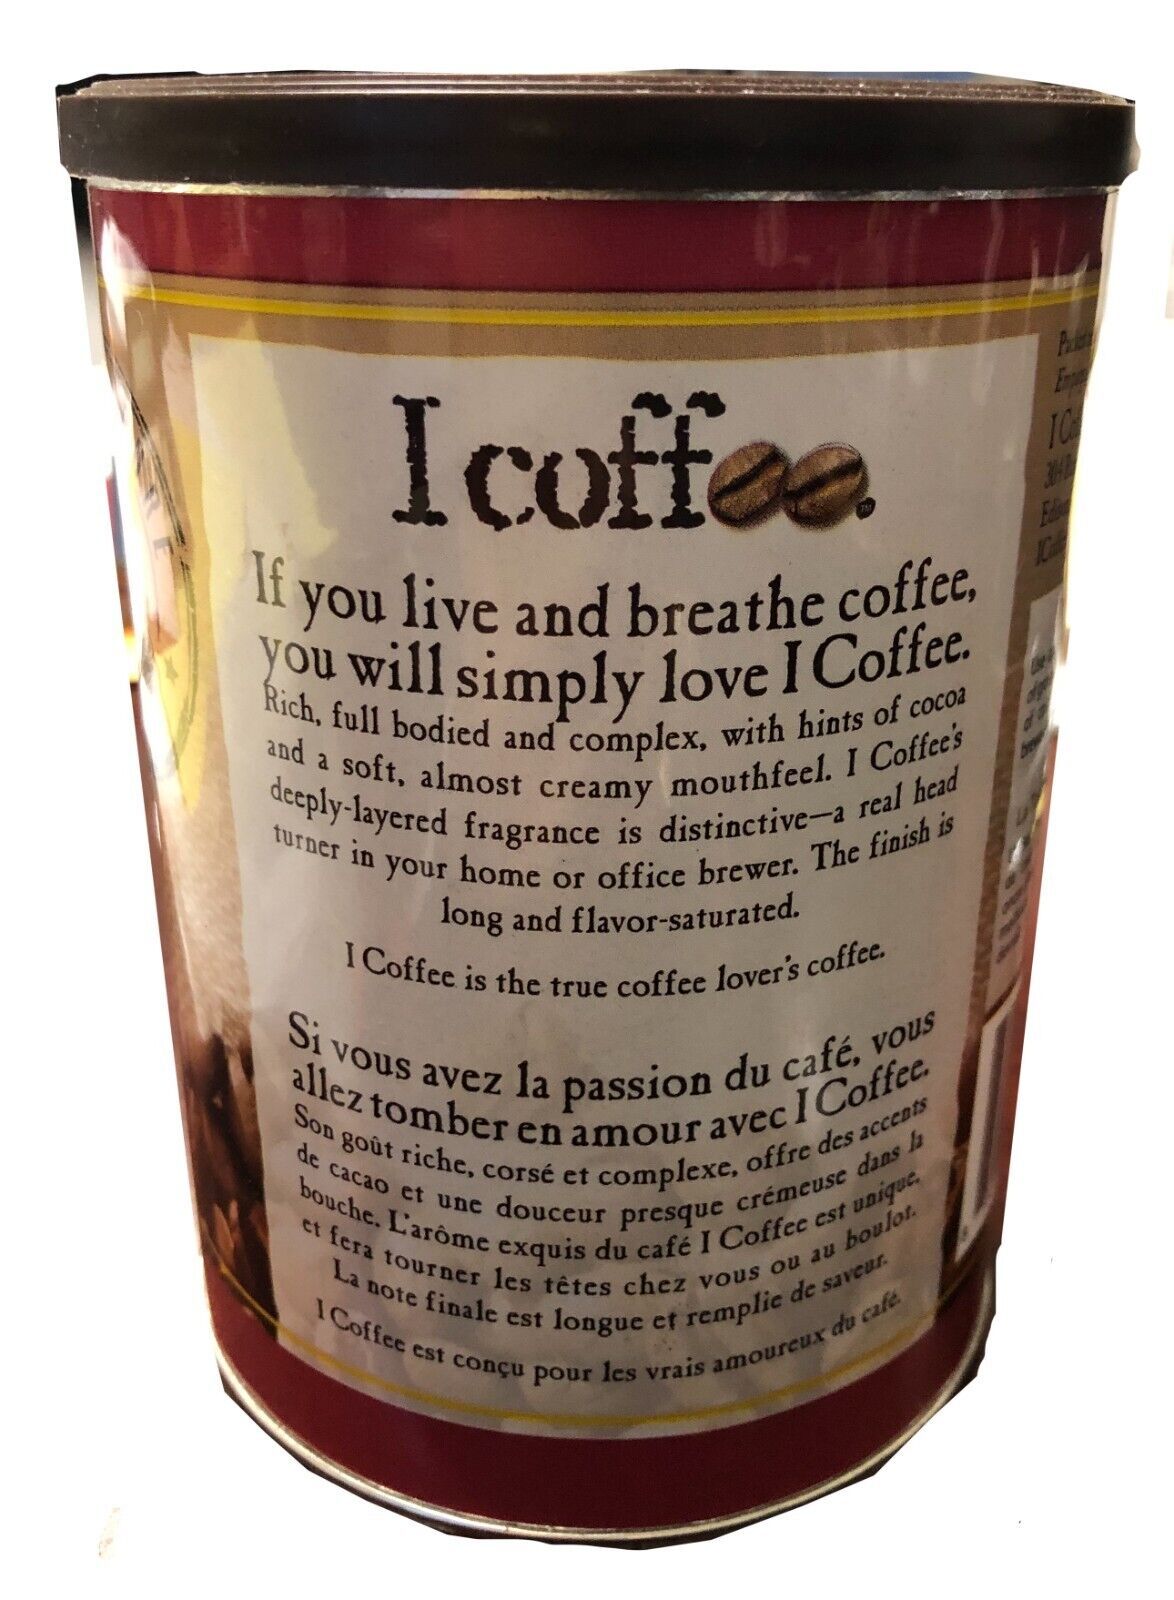 I coffee™
If you live and breathe coffee,
you will simply love I Coffee.
Rich, full bodied and complex, with hints of cocoa
and a soft, almost creamy mouthfeel. I Coffee's
deeply-layered fragrance is distinctive—a real head
turner in your home or office brewer. The finish is
long and flavor-saturated.
I Coffee is the true coffee lover's coffee.
Si vous avez la passion du café, vous
allez tomber en amour avec I Coffee.
Son goût riche, corsé et complexe, offre des accents
de cacao et une douceur presque crémeuse dans la
bouche. L'arôme exquis du café I Coffee est unique,
et fera tourner les têtes chez vous ou au boulot.
La note finale est longue et remplie de saveur.
I Coffee est conçu pour les vrais amoureux du café.